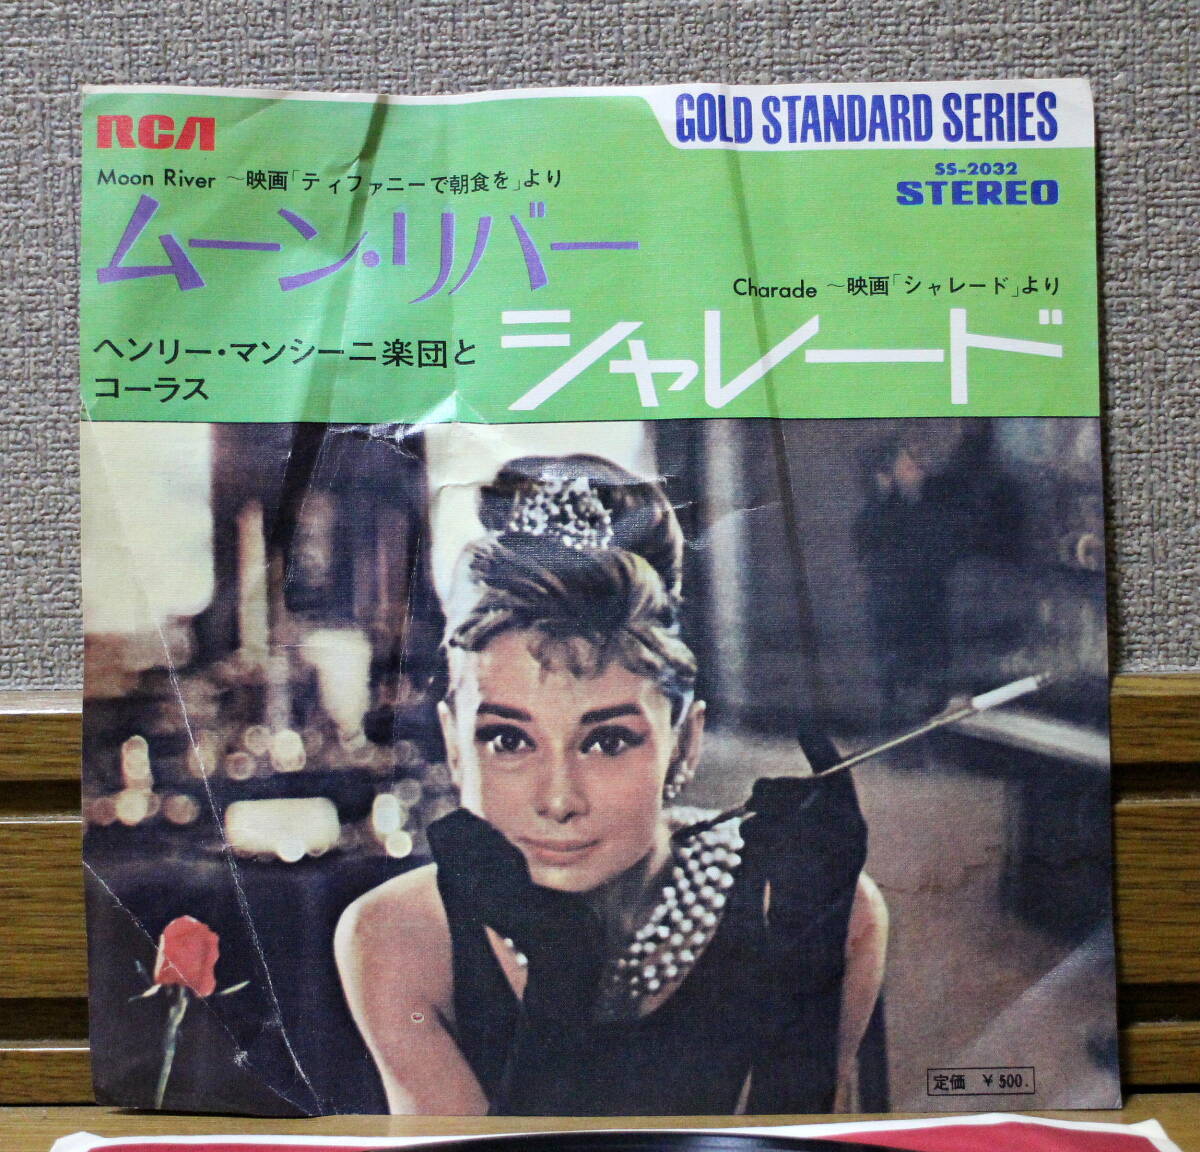 GOLD STANDARD SERIES
RCA
SS-2032
STEREO
Moon River 〜映画「ティファニーで朝食を」より
ムーン・リバー
Charade 〜映画「シャレード」より
シャレード
ヘンリー・マンシーニ楽団と
コーラス
定価 ¥500.